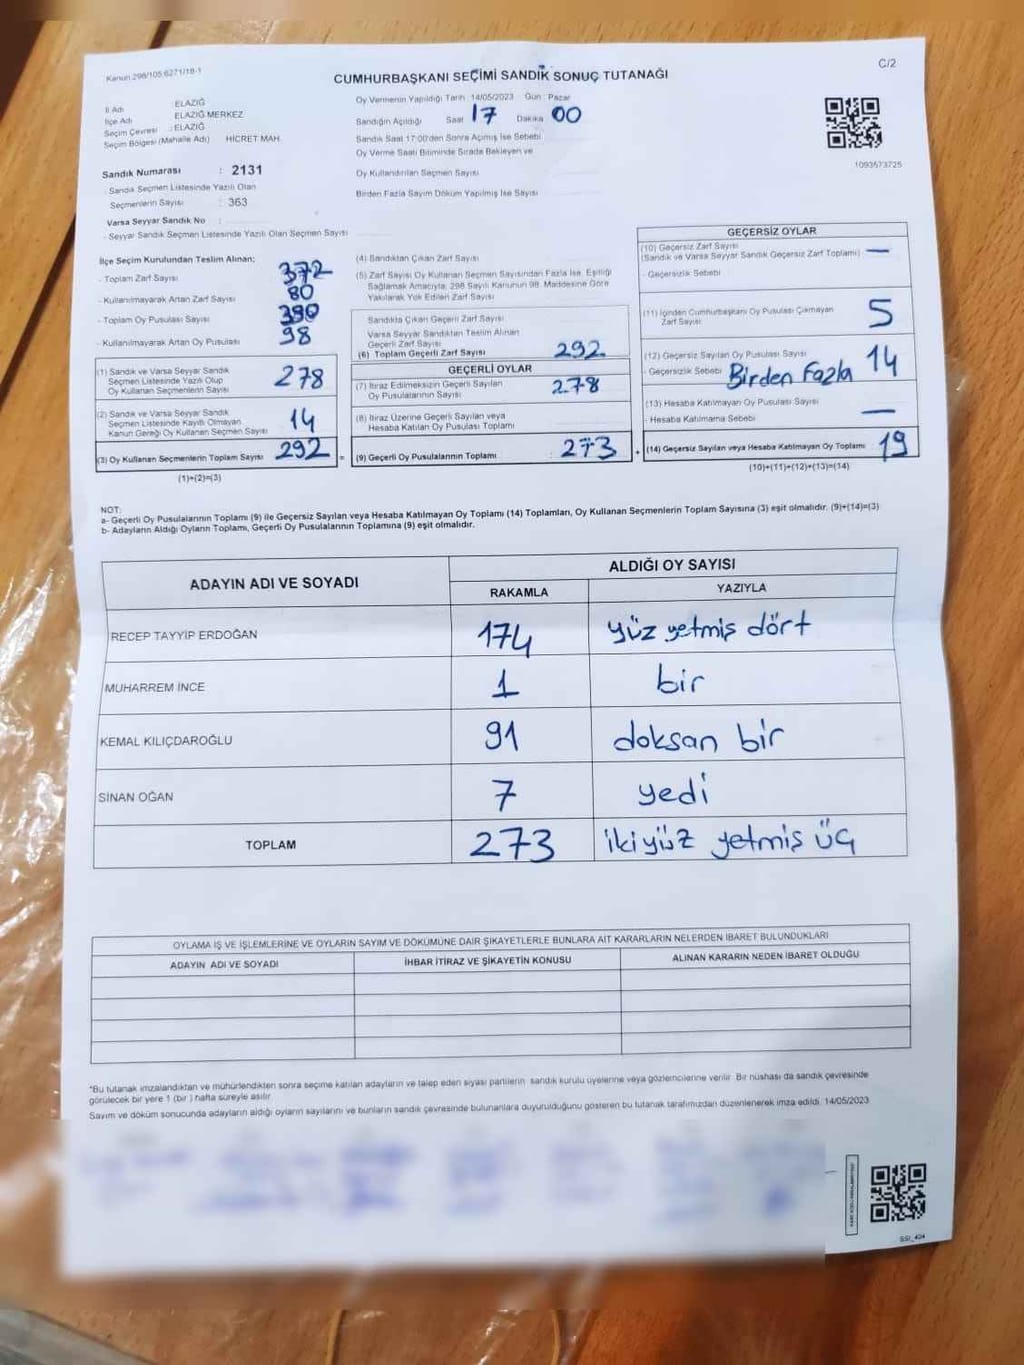 Kanun 298/105 6271/18-1
CUMHURBAŞKANI SEÇİMİ SANDIK SONUÇ TUTANAĞI
C/2
İl Adı ELAZIĞ
İlçe Adı ELAZIĞ MERKEZ
Seçim Çevresi : ELAZIĞ
Seçim Bölgesi (Mahalle Adı) HİCRET MAH.
Oy Vermenin Yapıldığı Tarih : 14/05/2023 Gün : Pazar
Sandığın Açıldığı Saat 17 Dakika 00
Sandık Saat 17:00'den Sonra Açılmış İse Sebebi
Oy Verme Saati Bitiminde Sırada Bekleyen ve
Oy Kullandırılan Seçmen Sayısı
Birden Fazla Sayım Döküm Yapılmış İse Sayısı
1093573725
Sandık Numarası : 2131
- Sandık Seçmen Listesinde Yazılı Olan
Seçmenlerin Sayısı : 363
Varsa Seyyar Sandık No :
- Seyyar Sandık Seçmen Listesinde Yazılı Olan Seçmen Sayısı
İlçe Seçim Kurulundan Teslim Alınan;
- Toplam Zarf Sayısı 372
- Kullanılmayarak Artan Zarf Sayısı 80
- Toplam Oy Pusulası Sayısı 390
- Kullanılmayarak Artan Oy Pusulası 98
(1) Sandık ve Varsa Seyyar Sandık
Seçmen Listesinde Yazılı Olup
Oy Kullanan Seçmenlerin Sayısı 278
(2) Sandık ve Varsa Seyyar Sandık
Seçmen Listesinde Kayıtlı Olmayan
Kanun Gereği Oy Kullanan Seçmen Sayısı 14
(3) Oy Kullanan Seçmenlerin Toplam Sayısı 292 =
(1)+(2)=(3)
(4) Sandıktan Çıkan Zarf Sayısı
(5) Zarf Sayısı Oy Kullanan Seçmen Sayısından Fazla İse, Eşitliği
Sağlamak Amacıyla, 298 Sayılı Kanunun 98. Maddesine Göre
Yakılarak Yok Edilen Zarf Sayısı
Sandıkta Çıkan Geçerli Zarf Sayısı
Varsa Seyyar Sandıktan Teslim Alınan
Geçerli Zarf Sayısı
(6) Toplam Geçerli Zarf Sayısı 292
GEÇERLİ OYLAR
(7) İtiraz Edilmeksizin Geçerli Sayılan
Oy Pusulalarının Sayısı 278
(8) İtiraz Üzerine Geçerli Sayılan veya
Hesaba Katılan Oy Pusulası Toplamı
(9) Geçerli Oy Pusulalarının Toplamı : 273 +
GEÇERSİZ OYLAR
(10) Geçersiz Zarf Sayısı
(Sandık ve Varsa Seyyar Sandık Geçersiz Zarf Toplamı) —
- Geçersizlik Sebebi
(11) İçinden Cumhurbaşkanı Oy Pusulası Çıkmayan
Zarf Sayısı 5
(12) Geçersiz Sayılan Oy Pusulası Sayısı 14
- Geçersizlik Sebebi Birden Fazla
(13) Hesaba Katılmayan Oy Pusulası Sayısı
- Hesaba Katılmama Sebebi —
(14) Geçersiz Sayılan veya Hesaba Katılmayan Oy Toplamı 19
(10)+(11)+(12)+(13)=(14)
NOT:
a- Geçerli Oy Pusulalarının Toplamı (9) ile Geçersiz Sayılan veya Hesaba Katılmayan Oy Toplamı (14) Toplamları, Oy Kullanan Seçmenlerin Toplam Sayısına (3) eşit olmalıdır. (9)+(14)=(3)
b- Adayların Aldığı Oyların Toplamı, Geçerli Oy Pusulalarının Toplamına (9) eşit olmalıdır.
ADAYIN ADI VE SOYADI
ALDIĞI OY SAYISI
RAKAMLA YAZIYLA
RECEP TAYYİP ERDOĞAN 174 yüz yetmiş dört
MUHARREM İNCE 1 bir
KEMAL KILIÇDAROĞLU 91 doksan bir
SİNAN OĞAN 7 yedi
TOPLAM 273 ikiyüz yetmiş üç
OYLAMA İŞ VE İŞLEMLERİNE VE OYLARIN SAYIM VE DÖKÜMÜNE DAİR ŞİKAYETLERLE BUNLARA AİT KARARLARIN NELERDEN İBARET BULUNDUKLARI
ADAYIN ADI VE SOYADI İHBAR İTİRAZ VE ŞİKAYETİN KONUSU ALINAN KARARIN NEDEN İBARET OLDUĞU
*Bu tutanak imzalandıktan ve mühürlendikten sonra seçime katılan adayların ve talep eden siyasi partilerin sandık kurulu üyelerine veya gözlemcilerine verilir. Bir nüshası da sandık çevresinde
görülecek bir yere 1 (bir ) hafta süreyle asılır.
Sayım ve döküm sonucunda adayların aldığı oyların sayılarını ve bunların sandık çevresinde bulunanlara duyurulduğunu gösteren bu tutanak tarafımızdan düzenlenerek imza edildi. 14/05/2023
SSI_404